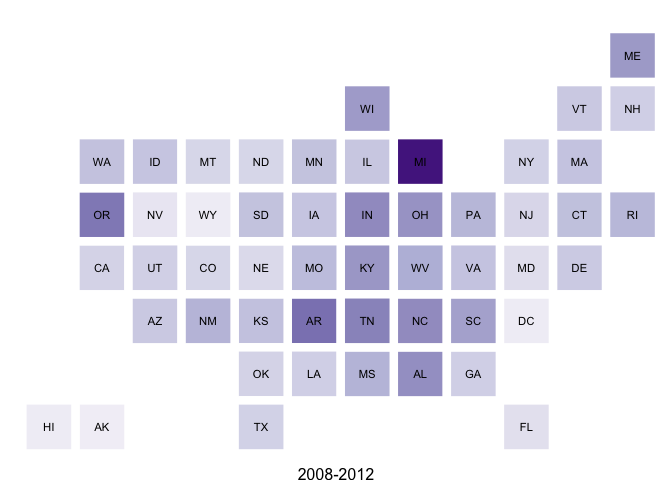 ME
WI VT NH
WA ID MT ND MN IL MI NY MA
OR NV WY SD IA IN OH PA NJ CT RI
CA UT CO NE MO KY WV VA MD DE
AZ NM KS AR TN NC SC DC
OK LA MS AL GA
HI AK TX FL
2008-2012